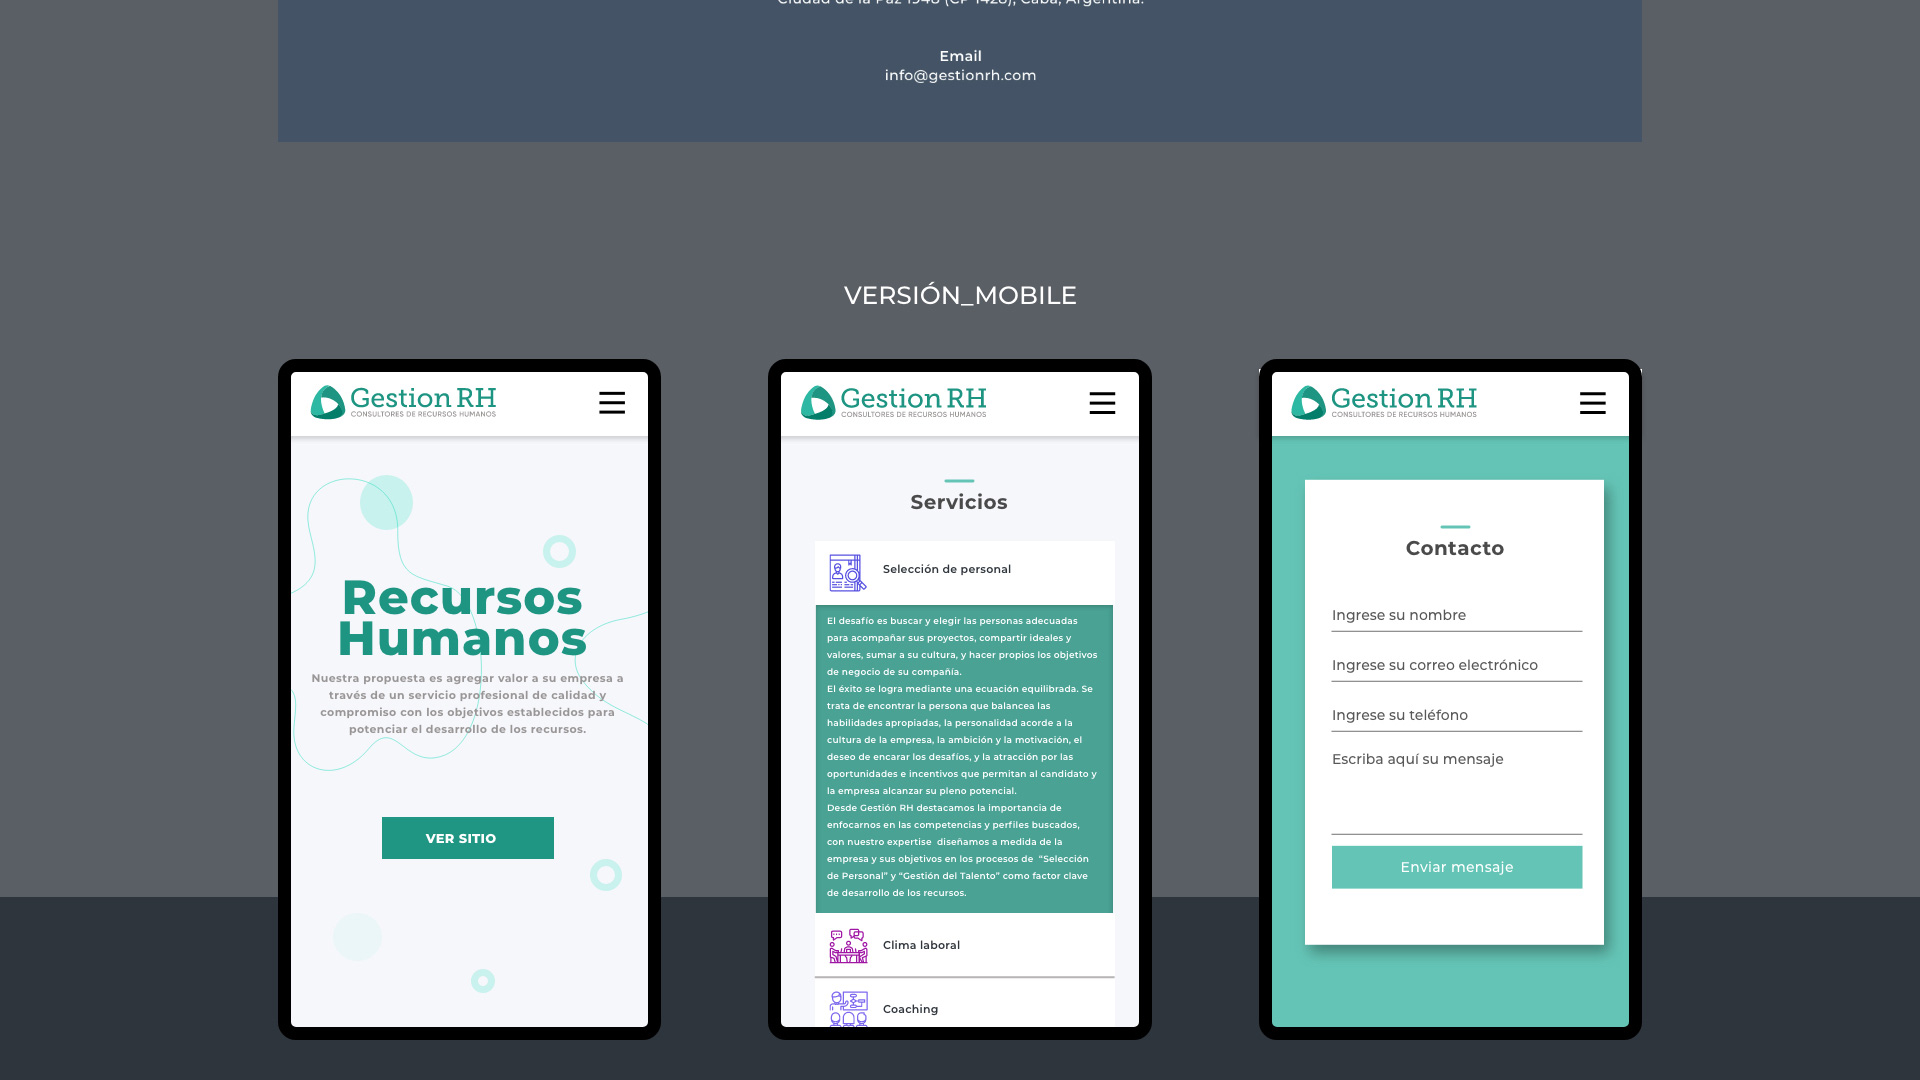 Ciudad de la Paz 1948 (CP 1428), Caba, Argentina.
Email
info@gestionrh.com
VERSIÓN_MOBILE
Gestion RH
CONSULTORES DE RECURSOS HUMANOS
Recursos
Humanos
Nuestra propuesta es agregar valor a su empresa a
través de un servicio profesional de calidad y
compromiso con los objetivos establecidos para
potenciar el desarrollo de los recursos.
VER SITIO
Gestion RH
CONSULTORES DE RECURSOS HUMANOS
Servicios
Selección de personal
El desafío es buscar y elegir las personas adecuadas
para acompañar sus proyectos, compartir ideales y
valores, sumar a su cultura, y hacer propios los objetivos
de negocio de su compañía.
El éxito se logra mediante una ecuación equilibrada. Se
trata de encontrar la persona que balancea las
habilidades apropiadas, la personalidad acorde a la
cultura de la empresa, la ambición y la motivación, el
deseo de encarar los desafíos, y la atracción por las
oportunidades e incentivos que permitan al candidato y
la empresa alcanzar su pleno potencial.
Desde Gestión RH destacamos la importancia de
enfocarnos en las competencias y perfiles buscados,
con nuestro expertise diseñamos a medida de la
empresa y sus objetivos en los procesos de “Selección
de Personal” y “Gestión del Talento” como factor clave
de desarrollo de los recursos.
Clima laboral
Coaching
Gestion RH
CONSULTORES DE RECURSOS HUMANOS
Contacto
Ingrese su nombre
Ingrese su correo electrónico
Ingrese su teléfono
Escriba aquí su mensaje
Enviar mensaje